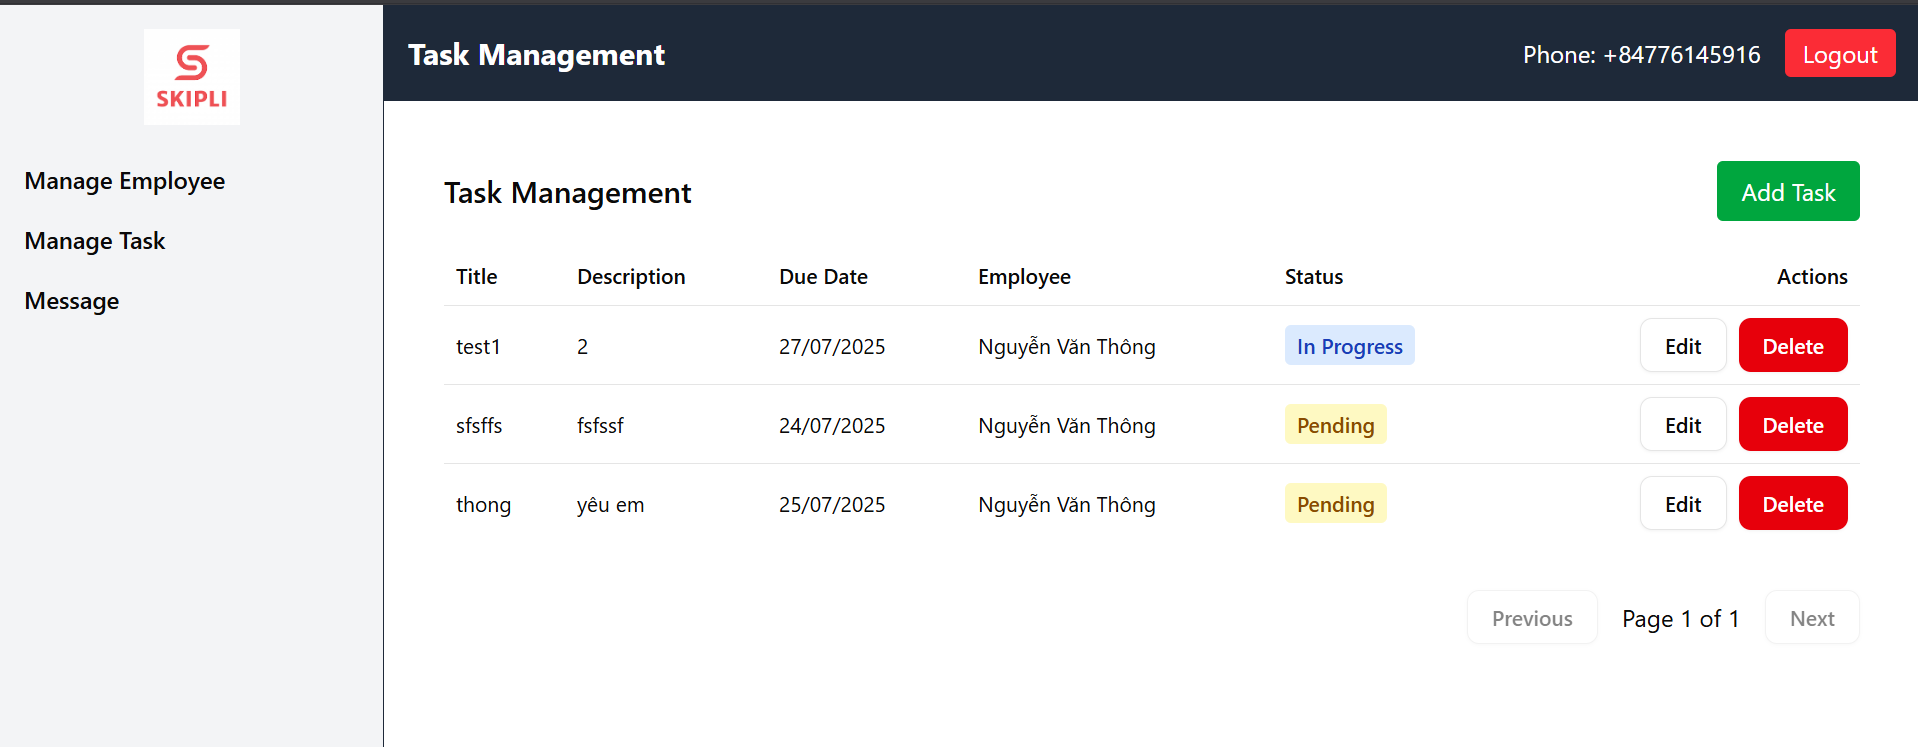 SKIPLI
Manage Employee
Manage Task
Message
Task Management
Phone: +84776145916
Logout
Task Management
Add Task
Title Description Due Date Employee Status Actions
test1 2 27/07/2025 Nguyễn Văn Thông In Progress Edit Delete
sfsffs fsfssf 24/07/2025 Nguyễn Văn Thông Pending Edit Delete
thong yêu em 25/07/2025 Nguyễn Văn Thông Pending Edit Delete
Previous Page 1 of 1 Next